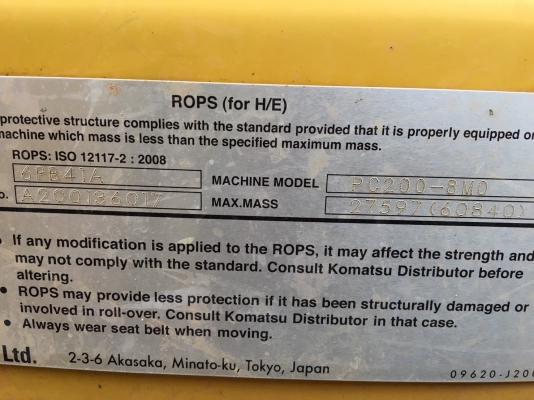 ROPS (for H/E)
protective structure complies with the standard provided that it is properly equipped on
machine which mass is less than the specified maximum mass.
ROPS: ISO 12117-2 : 2008
6FB41A MACHINE MODEL PC200-8M0
o. A200136017 MAX.MASS 27597(60840)
If any modification is applied to the ROPS, it may affect the strength and
may not comply with the standard. Consult Komatsu Distributor before
altering.
• ROPS may provide less protection if it has been structurally damaged or
involved in roll-over. Consult Komatsu Distributor in that case.
• Always wear seat belt when moving.
Ltd. 2-3-6 Akasaka, Minato-ku, Tokyo, Japan
09620-J200